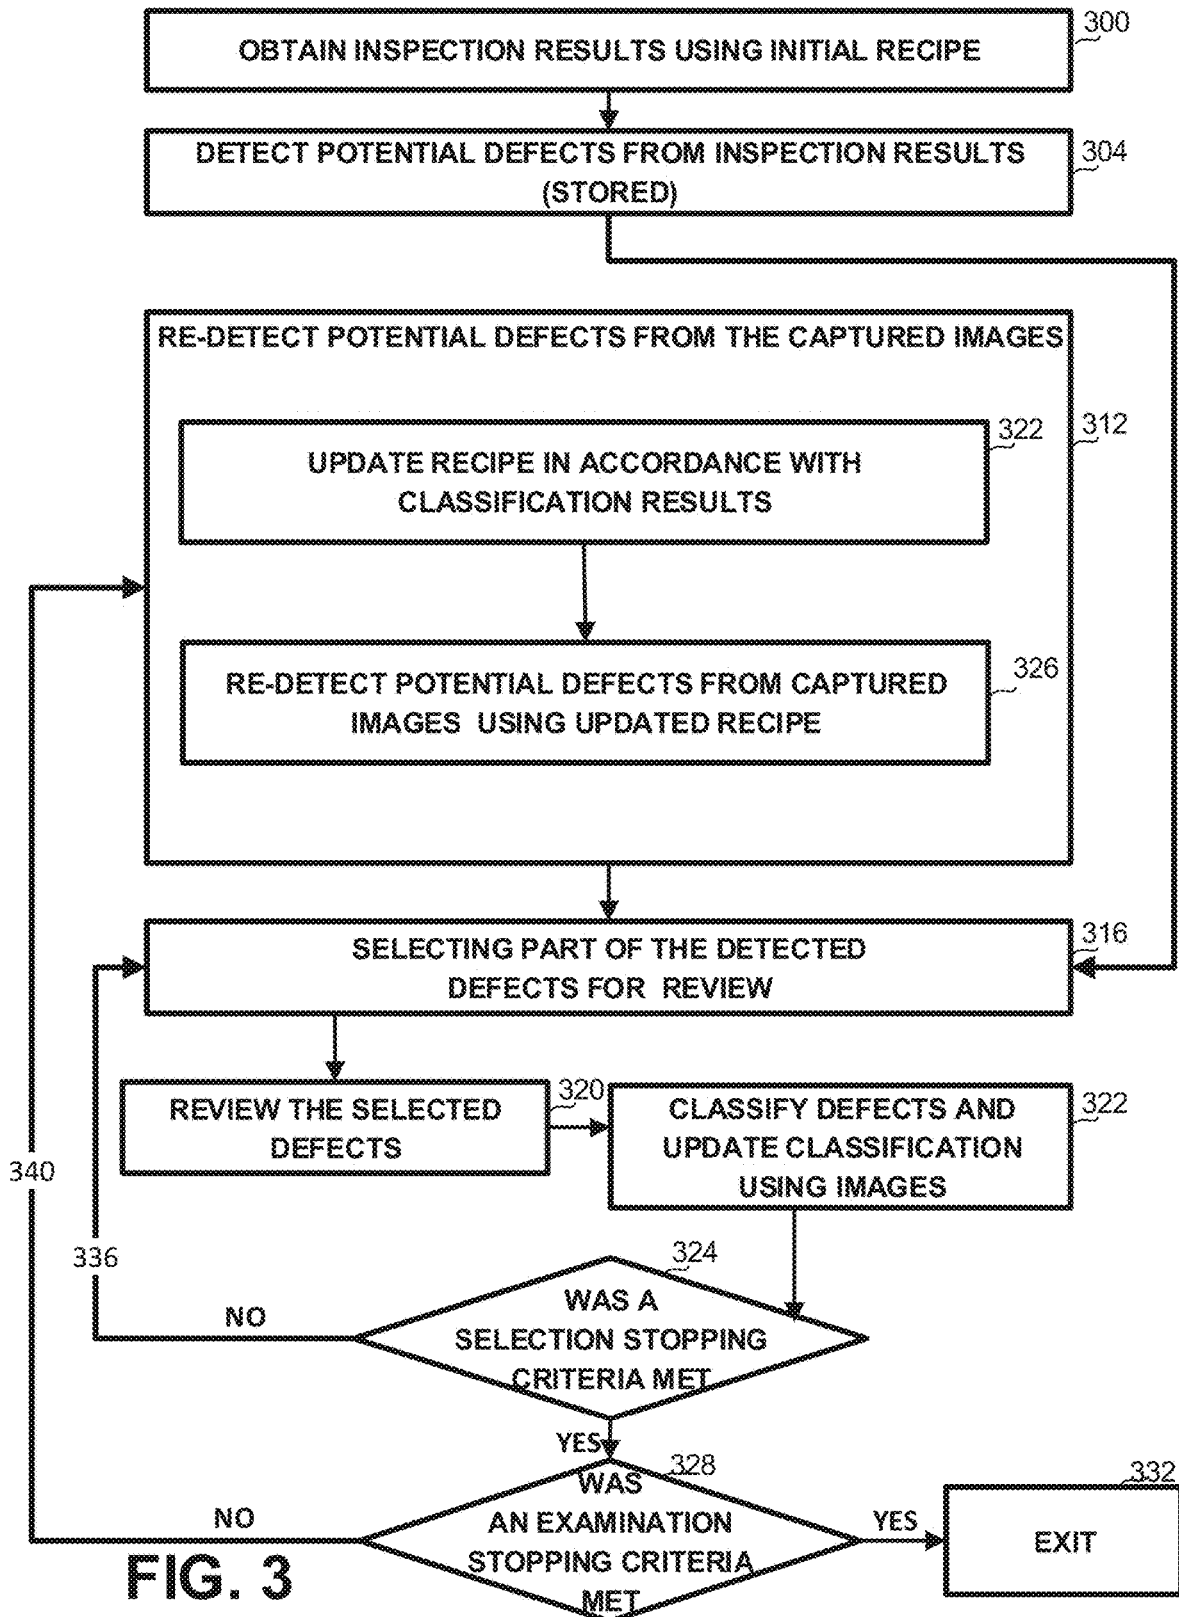 300
OBTAIN INSPECTION RESULTS USING INITIAL RECIPE
DETECT POTENTIAL DEFECTS FROM INSPECTION RESULTS
(STORED)
304
RE-DETECT POTENTIAL DEFECTS FROM THE CAPTURED IMAGES
312
322
UPDATE RECIPE IN ACCORDANCE WITH
CLASSIFICATION RESULTS
326
RE-DETECT POTENTIAL DEFECTS FROM CAPTURED
IMAGES USING UPDATED RECIPE
SELECTING PART OF THE DETECTED
DEFECTS FOR REVIEW
316
REVIEW THE SELECTED
DEFECTS
320
CLASSIFY DEFECTS AND
UPDATE CLASSIFICATION
USING IMAGES
322
340
336
324
NO
WAS A
SELECTION STOPPING
CRITERIA MET
YES
328
332
NO
WAS
AN EXAMINATION
STOPPING CRITERIA
MET
YES
EXIT
FIG. 3